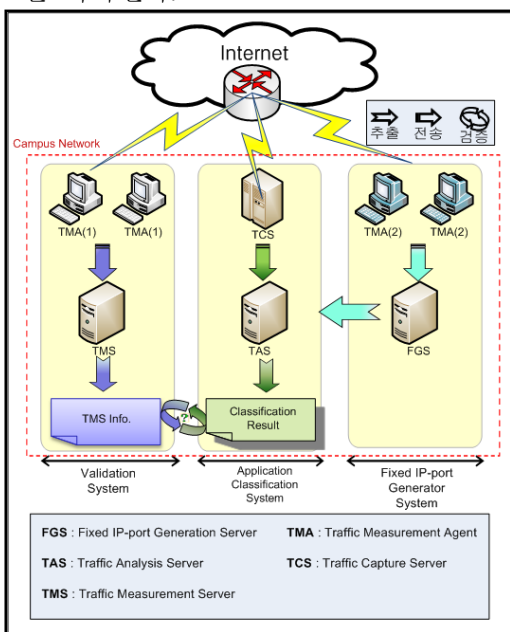 Internet
추출 전송 검증
Campus Network
TMA(1) TMA(1)
TCS
TMA(2) TMA(2)
TMS
TAS
FGS
TMS Info.
?
Classification
Result
Validation
System
Application
Classification
System
Fixed IP-port
Generator
System
FGS : Fixed IP-port Generation Server
TMA : Traffic Measurement Agent
TAS : Traffic Analysis Server
TCS : Traffic Capture Server
TMS : Traffic Measurement Server